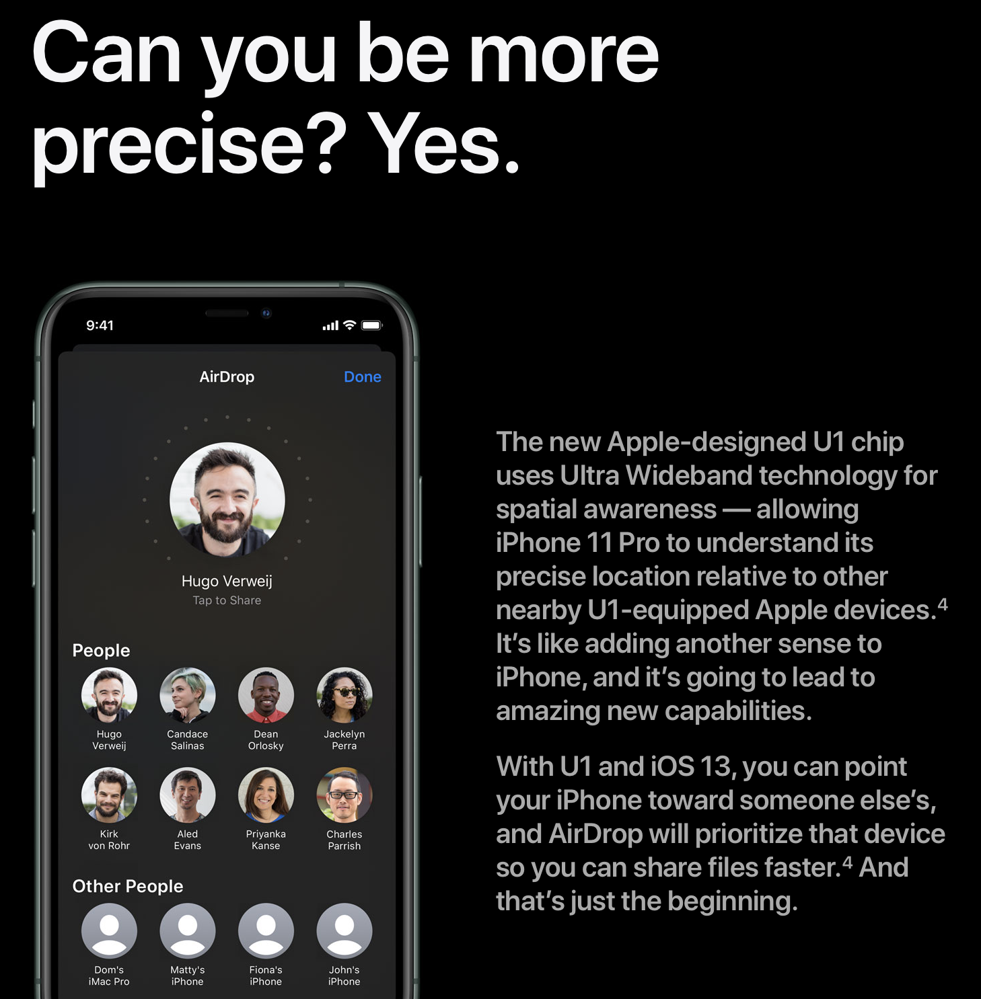 Can you be more
precise? Yes.
9:41
AirDrop
Done
Hugo Verweij
Tap to Share
People
Hugo
Verweij
Candace
Salinas
Dean
Orlosky
Jackelyn
Perra
Kirk
von Rohr
Aled
Evans
Priyanka
Kanse
Charles
Parrish
Other People
Dom's
iMac Pro
Matty's
iPhone
Fiona's
iPhone
John's
iPhone
The new Apple-designed U1 chip
uses Ultra Wideband technology for
spatial awareness — allowing
iPhone 11 Pro to understand its
precise location relative to other
nearby U1-equipped Apple devices.⁴
It’s like adding another sense to
iPhone, and it’s going to lead to
amazing new capabilities.
With U1 and iOS 13, you can point
your iPhone toward someone else’s,
and AirDrop will prioritize that device
so you can share files faster.⁴ And
that’s just the beginning.